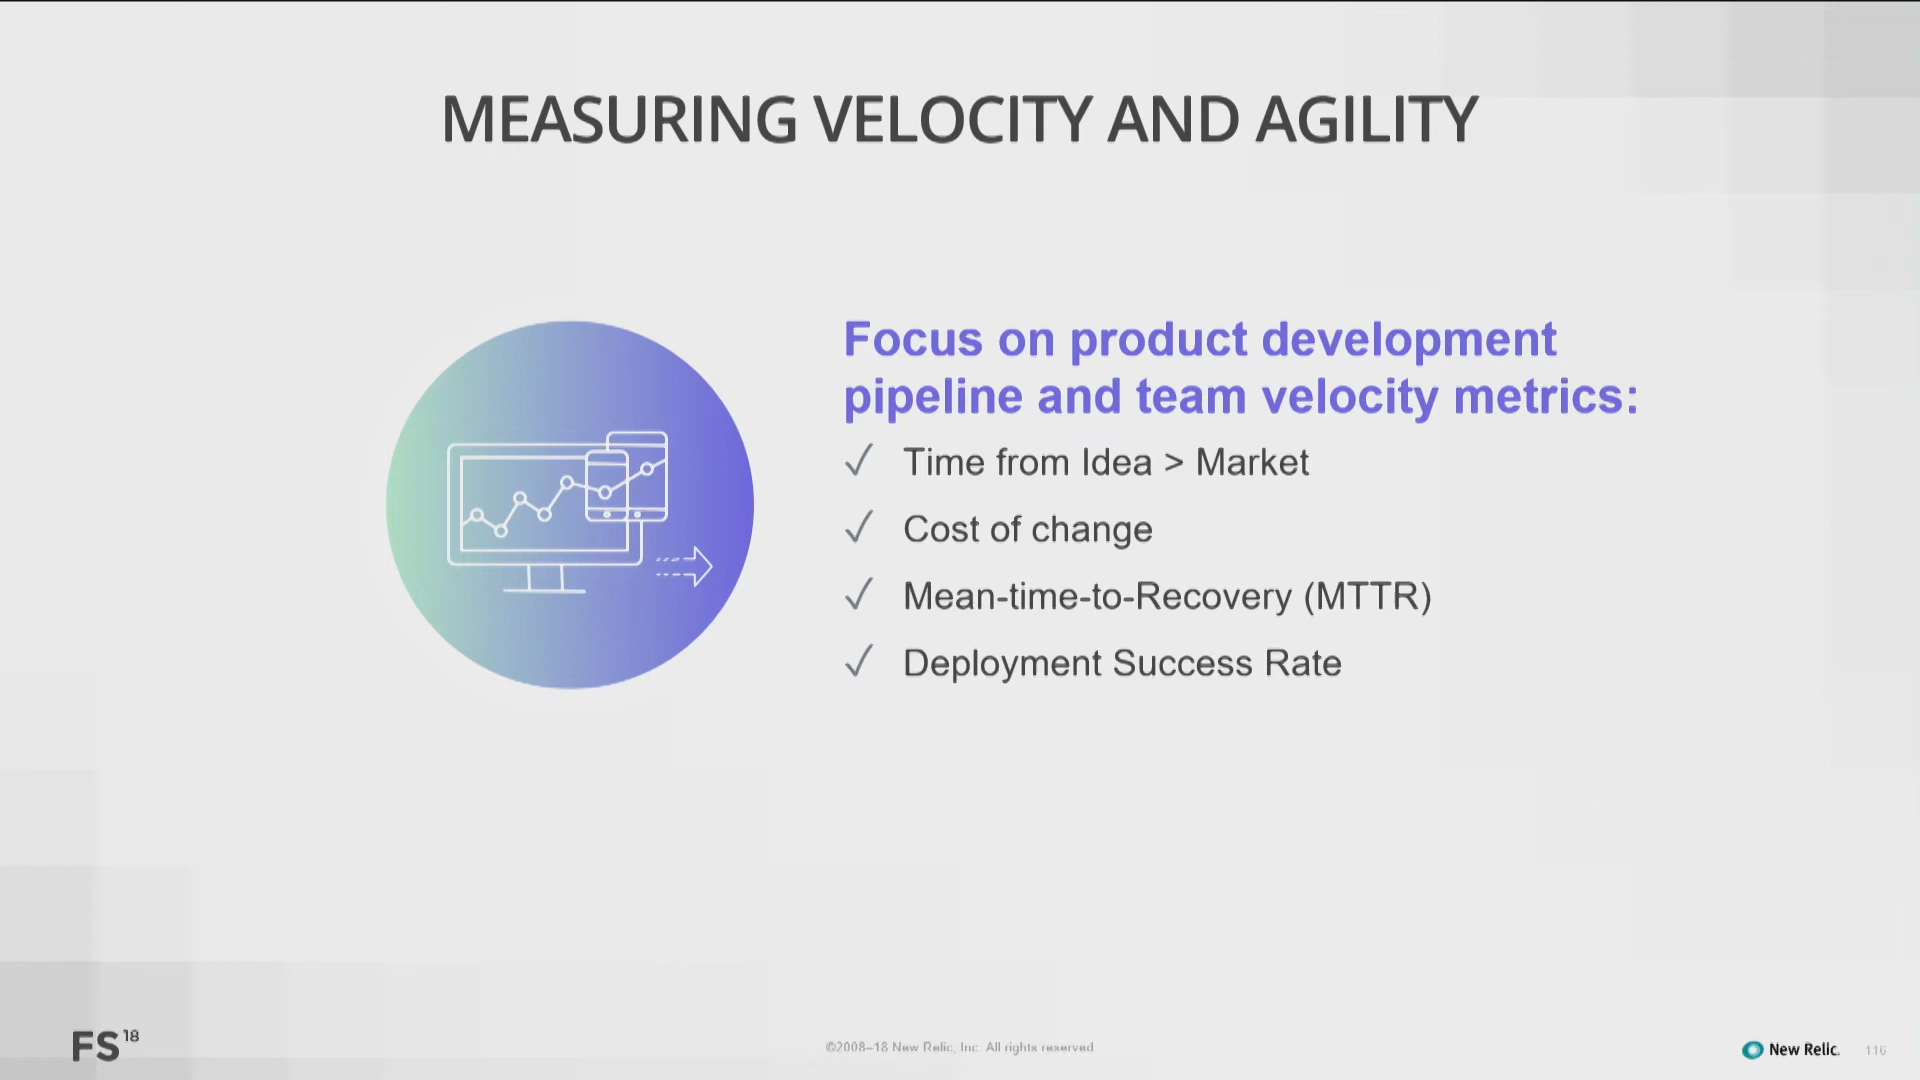 MEASURING VELOCITY AND AGILITY
Focus on product development
pipeline and team velocity metrics:
✓ Time from Idea > Market
✓ Cost of change
✓ Mean-time-to-Recovery (MTTR)
✓ Deployment Success Rate
FS18
©2008–18 New Relic, Inc. All rights reserved
New Relic.
116